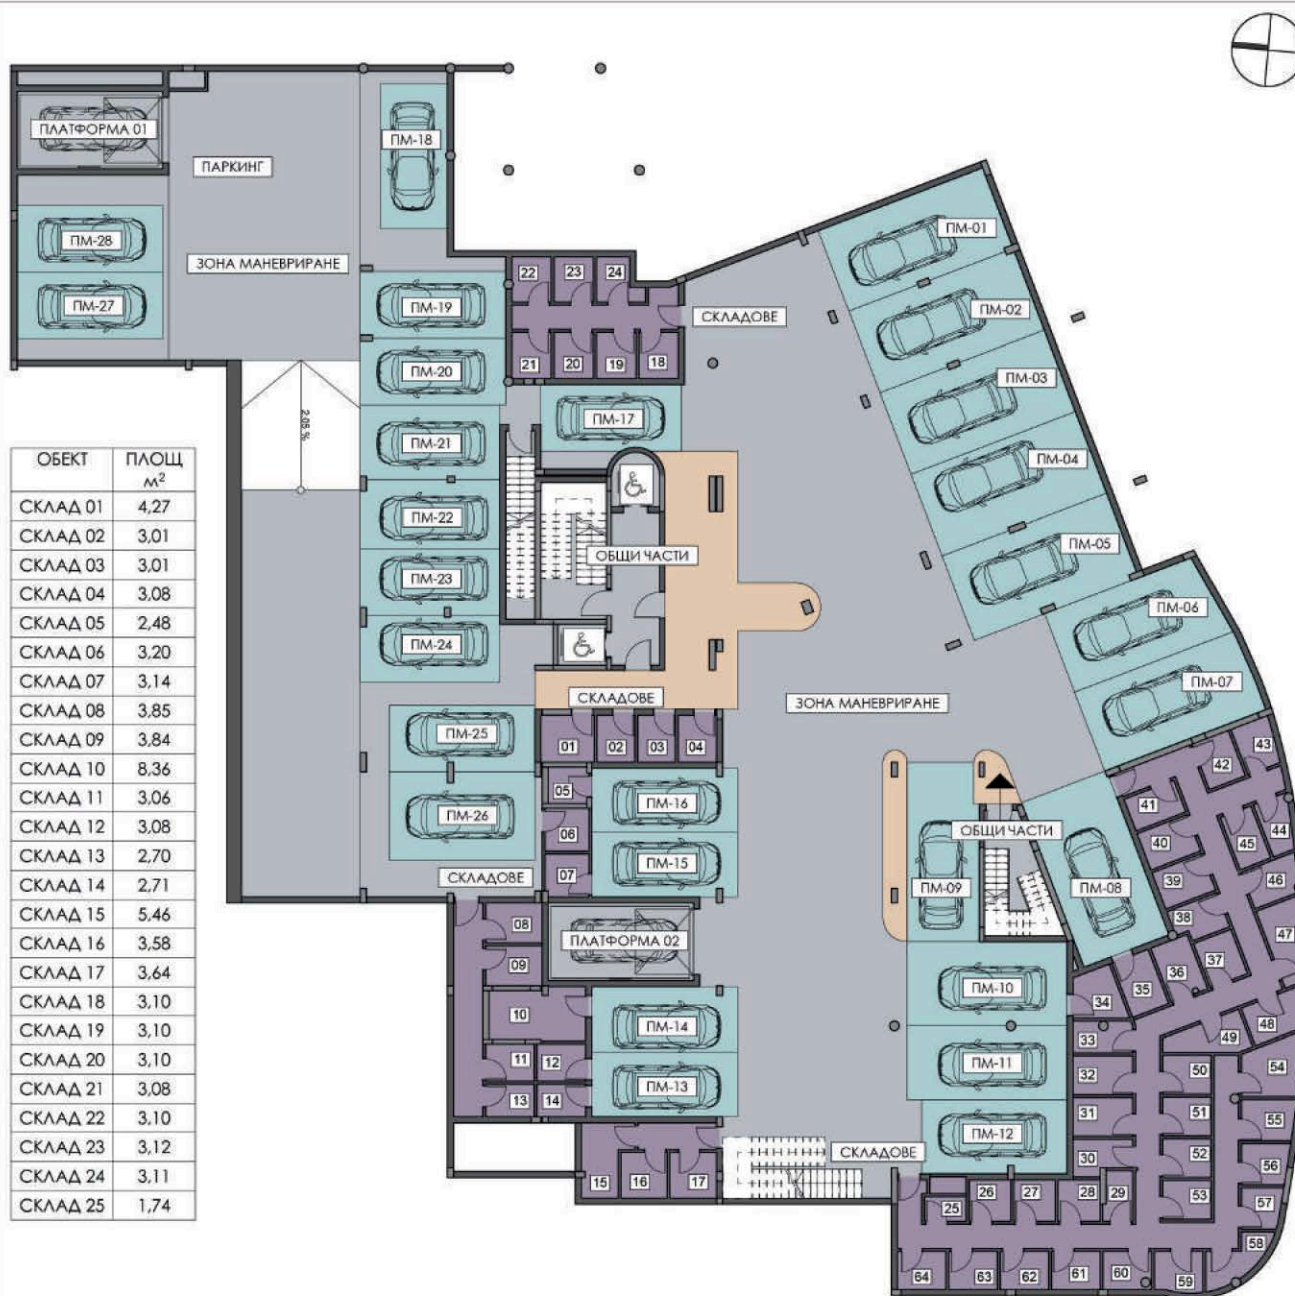 ПЛАТФОРМА 01
ПМ-18
ПАРКИНГ
ПМ-28
ЗОНА МАНЕВРИРАНЕ
ПМ-27
ПМ-19
ПМ-20
ПМ-21
ПМ-22
ПМ-23
ПМ-24
ПМ-25
ПМ-26
2.05 %
22
23
24
21
20
19
18
СКЛАДОВЕ
ПМ-17
ОБЩИ ЧАСТИ
ПМ-01
ПМ-02
ПМ-03
ПМ-04
ПМ-05
ПМ-06
ПМ-07
ЗОНА МАНЕВРИРАНЕ
СКЛАДОВЕ
01
02
03
04
05
06
07
ПМ-16
ПМ-15
СКЛАДОВЕ
08
09
10
11
12
13
14
ПЛАТФОРМА 02
ПМ-14
ПМ-13
15
16
17
ОБЩИ ЧАСТИ
ПМ-09
ПМ-08
ПМ-10
ПМ-11
ПМ-12
СКЛАДОВЕ
43
42
41
44
40
45
39
46
38
47
37
36
35
34
48
49
33
50
54
32
31
51
55
30
52
56
29
53
57
25
26
27
28
58
64
63
62
61
60
59
ОБЕКТ ПЛОЩ
м²
СКЛАД 01 4,27
СКЛАД 02 3,01
СКЛАД 03 3,01
СКЛАД 04 3,08
СКЛАД 05 2,48
СКЛАД 06 3,20
СКЛАД 07 3,14
СКЛАД 08 3,85
СКЛАД 09 3,84
СКЛАД 10 8,36
СКЛАД 11 3,06
СКЛАД 12 3,08
СКЛАД 13 2,70
СКЛАД 14 2,71
СКЛАД 15 5,46
СКЛАД 16 3,58
СКЛАД 17 3,64
СКЛАД 18 3,10
СКЛАД 19 3,10
СКЛАД 20 3,10
СКЛАД 21 3,08
СКЛАД 22 3,10
СКЛАД 23 3,12
СКЛАД 24 3,11
СКЛАД 25 1,74